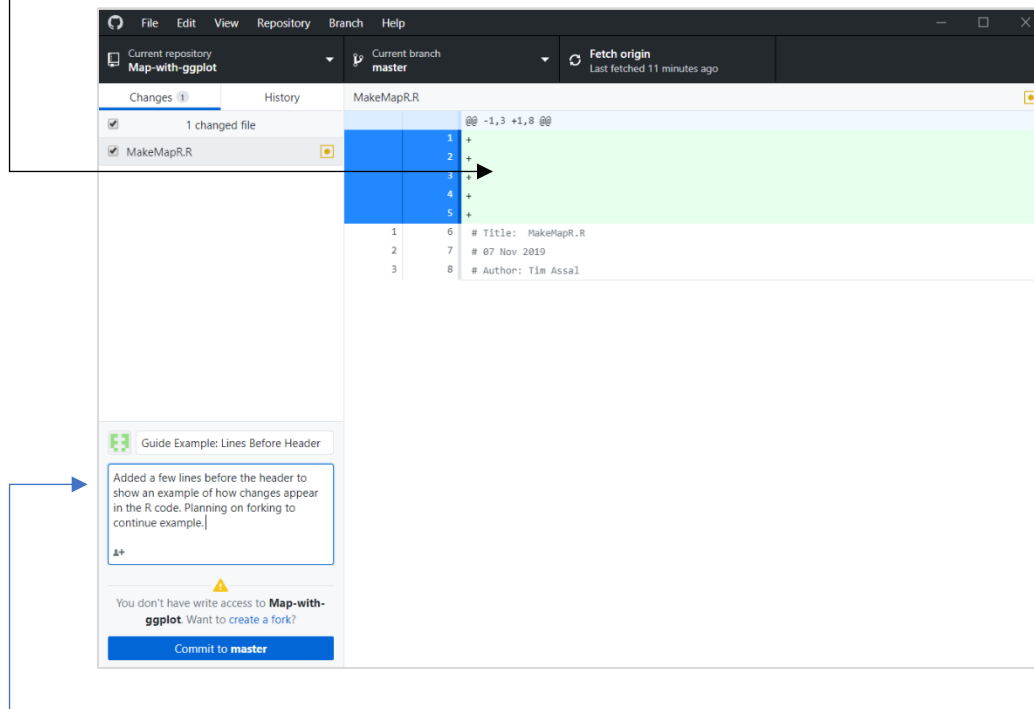 File Edit View Repository Branch Help
Current repository
Map-with-ggplot
Current branch
master
Fetch origin
Last fetched 11 minutes ago
Changes 1 History
MakeMapR.R
1 changed file
MakeMapR.R
@@ -1,3 +1,8 @@
1 +
2 +
3 +
4 +
5 +
1 6 # Title:  MakeMapR.R
2 7 # 07 Nov 2019
3 8 # Author: Tim Assal
Guide Example: Lines Before Header
Added a few lines before the header to
show an example of how changes appear
in the R code. Planning on forking to
continue example.
You don't have write access to Map-with-
ggplot. Want to create a fork?
Commit to master